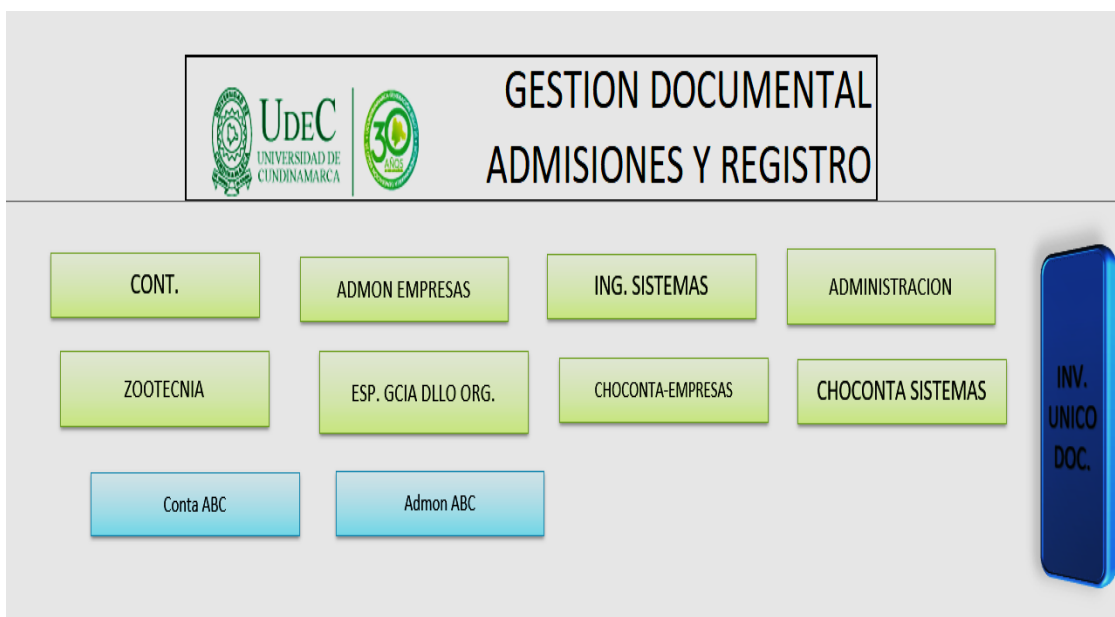 UDEC
UNIVERSIDAD DE
CUNDINAMARCA
30
AÑOS
GESTION DOCUMENTAL
ADMISIONES Y REGISTRO
CONT.
ADMON EMPRESAS
ING. SISTEMAS
ADMINISTRACION
ZOOTECNIA
ESP. GCIA DLLO ORG.
CHOCONTA-EMPRESAS
CHOCONTA SISTEMAS
INV.
UNICO
DOC.
Conta ABC
Admon ABC